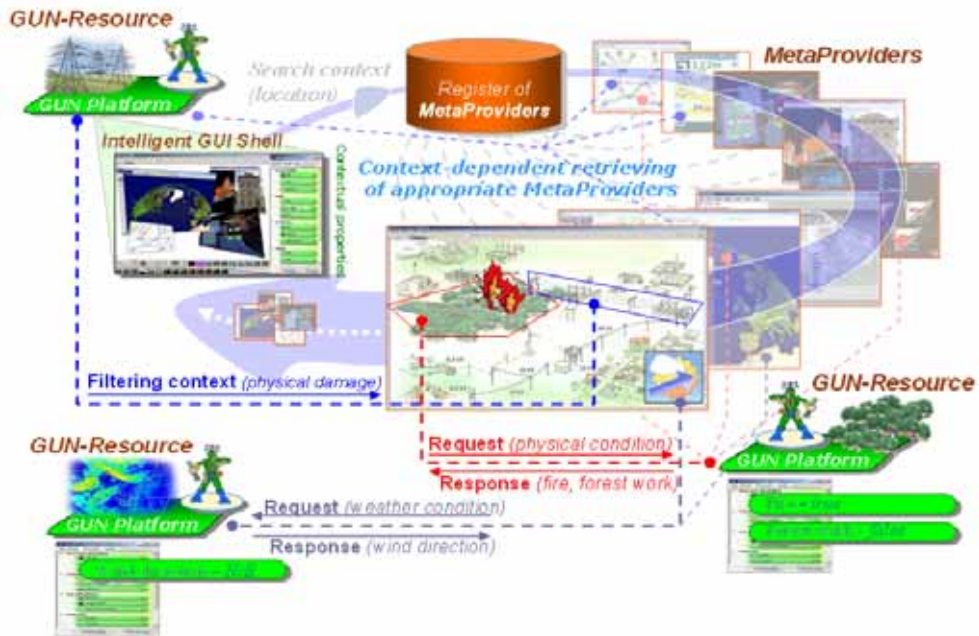 GUN-Resource
GUN Platform
Search context
(location)
Register of
MetaProviders
MetaProviders
Intelligent GUI Shell
Contextual properties
Context-dependent retrieving
of appropriate MetaProviders
Filtering context (physical damage)
GUN-Resource
GUN Platform
Request (physical condition)
Response (fire, forest work)
GUN-Resource
GUN Platform
Request (weather condition)
Response (wind direction)